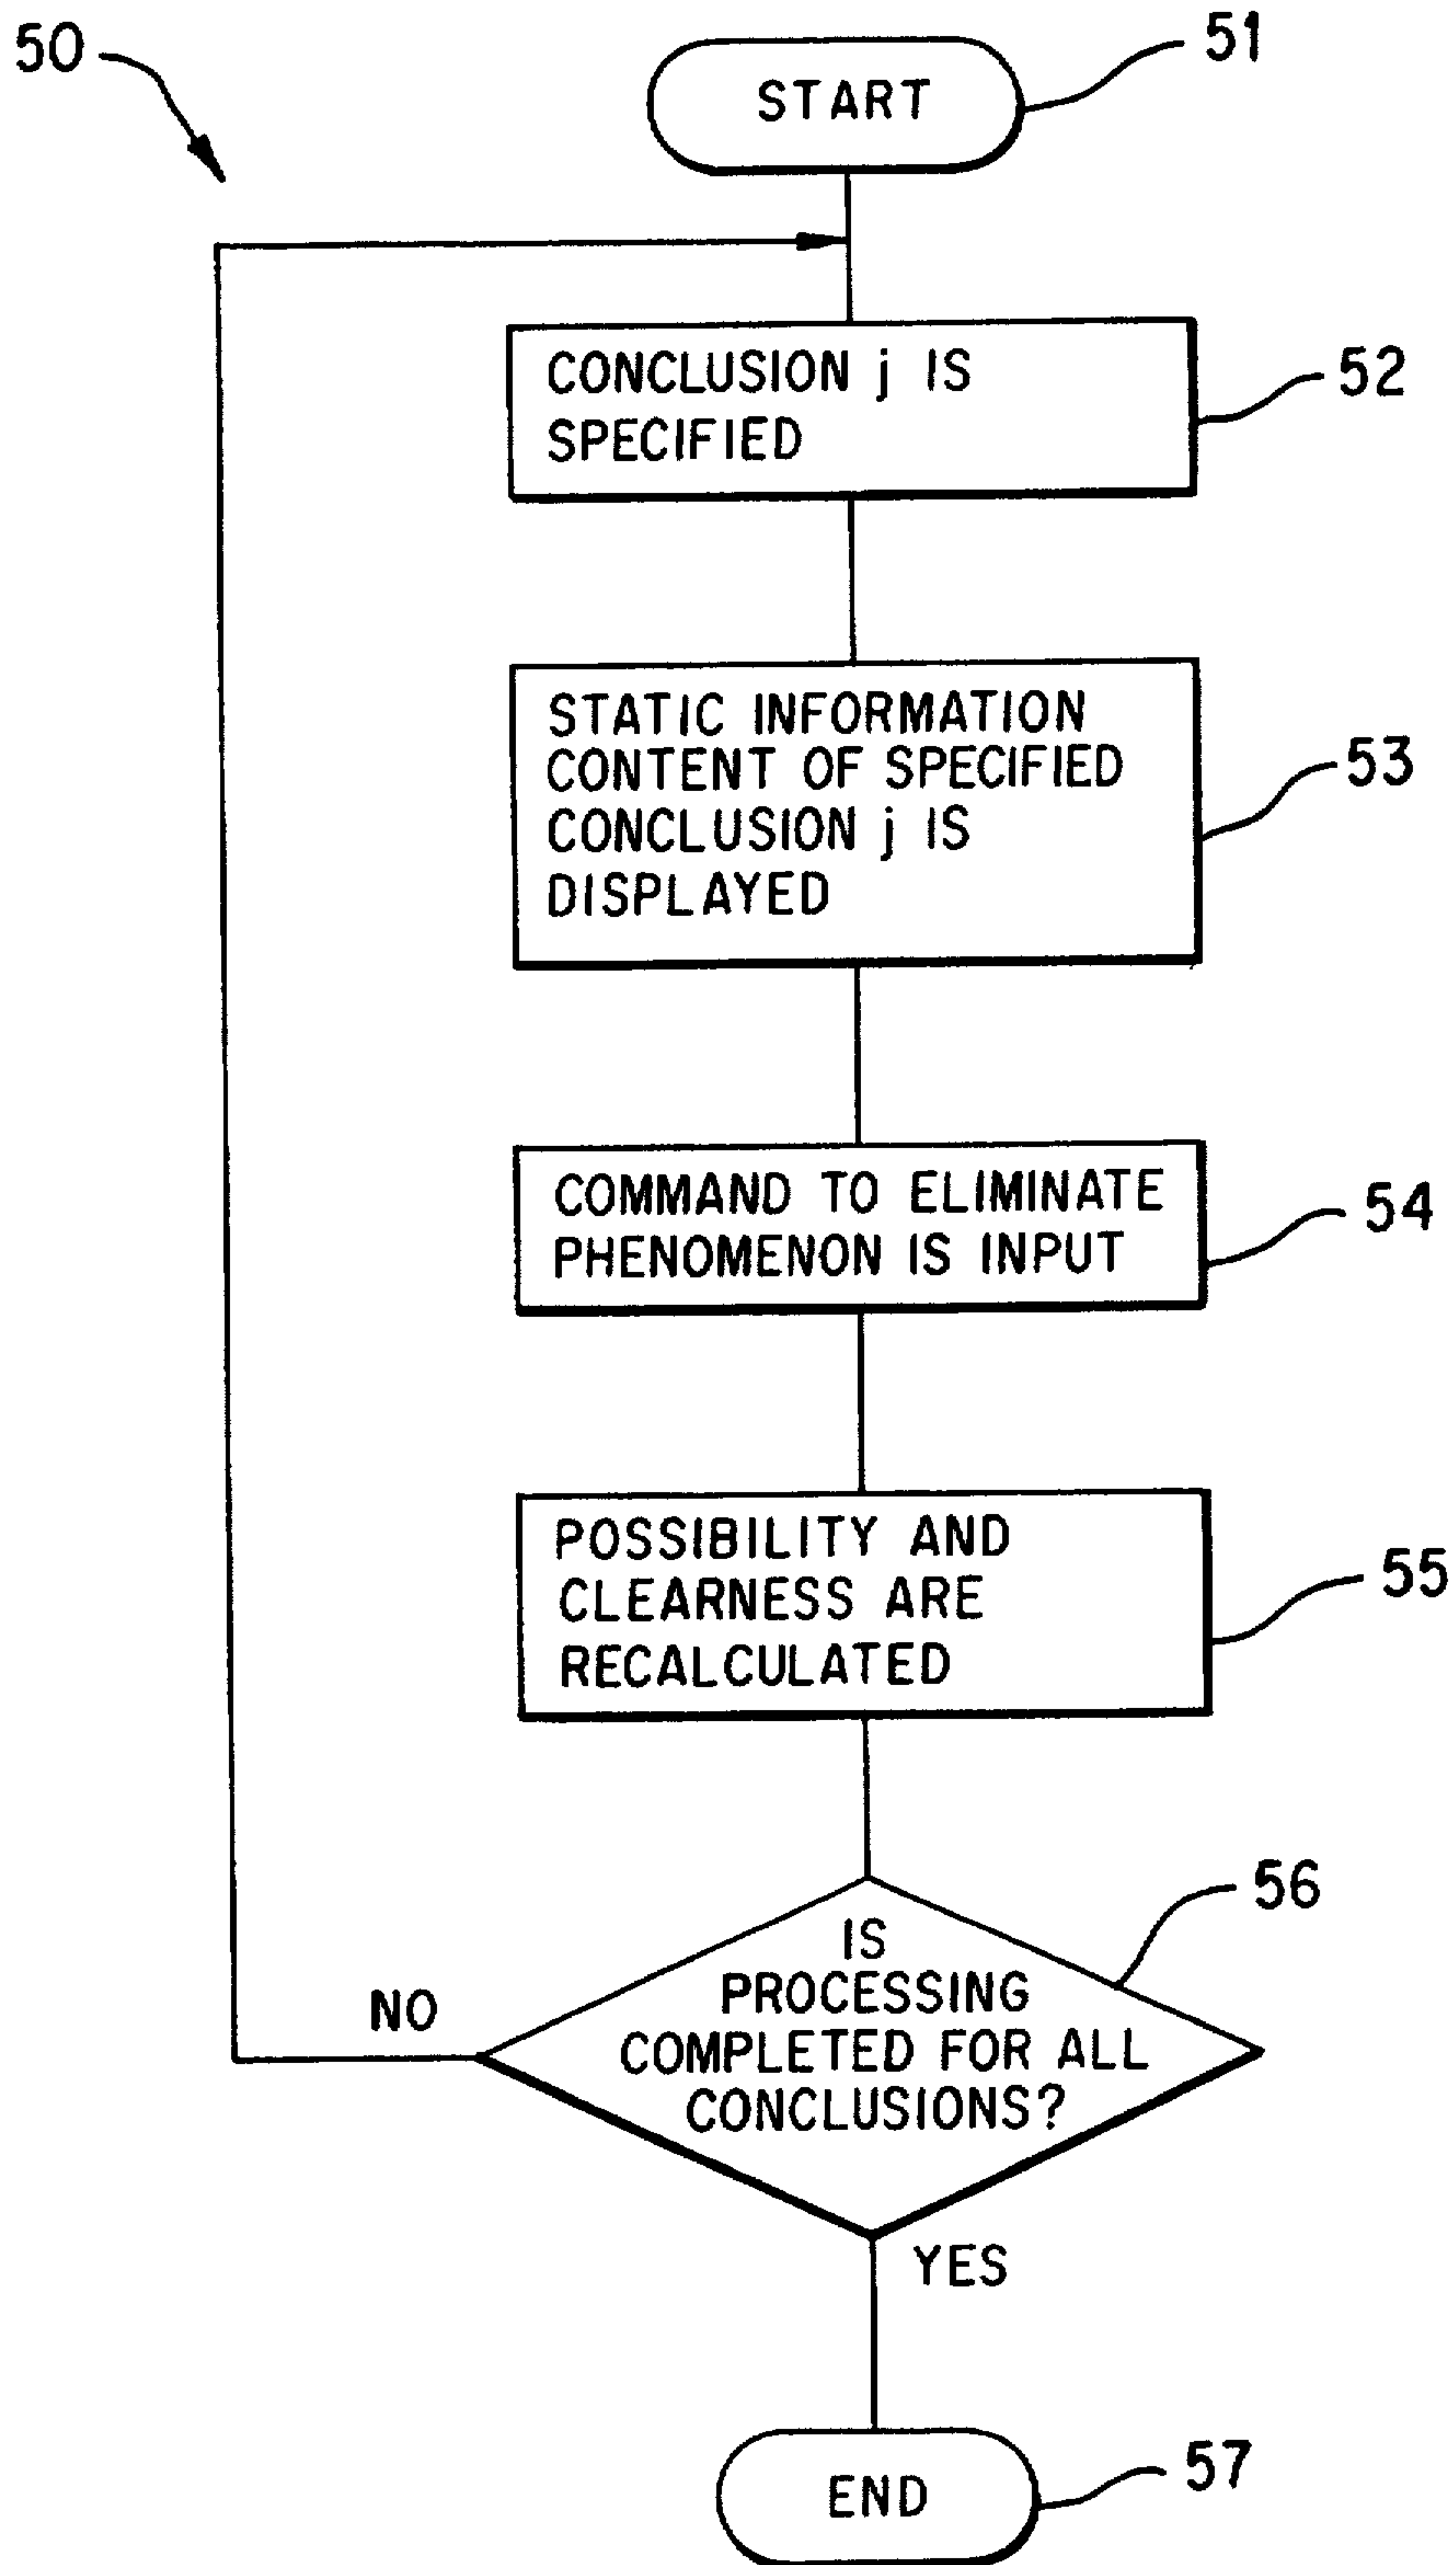 50
START
51
CONCLUSION j IS
SPECIFIED
52
STATIC INFORMATION
CONTENT OF SPECIFIED
CONCLUSION j IS
DISPLAYED
53
COMMAND TO ELIMINATE
PHENOMENON IS INPUT
54
POSSIBILITY AND
CLEARNESS ARE
RECALCULATED
55
IS
PROCESSING
COMPLETED FOR ALL
CONCLUSIONS?
56
NO
YES
END
57